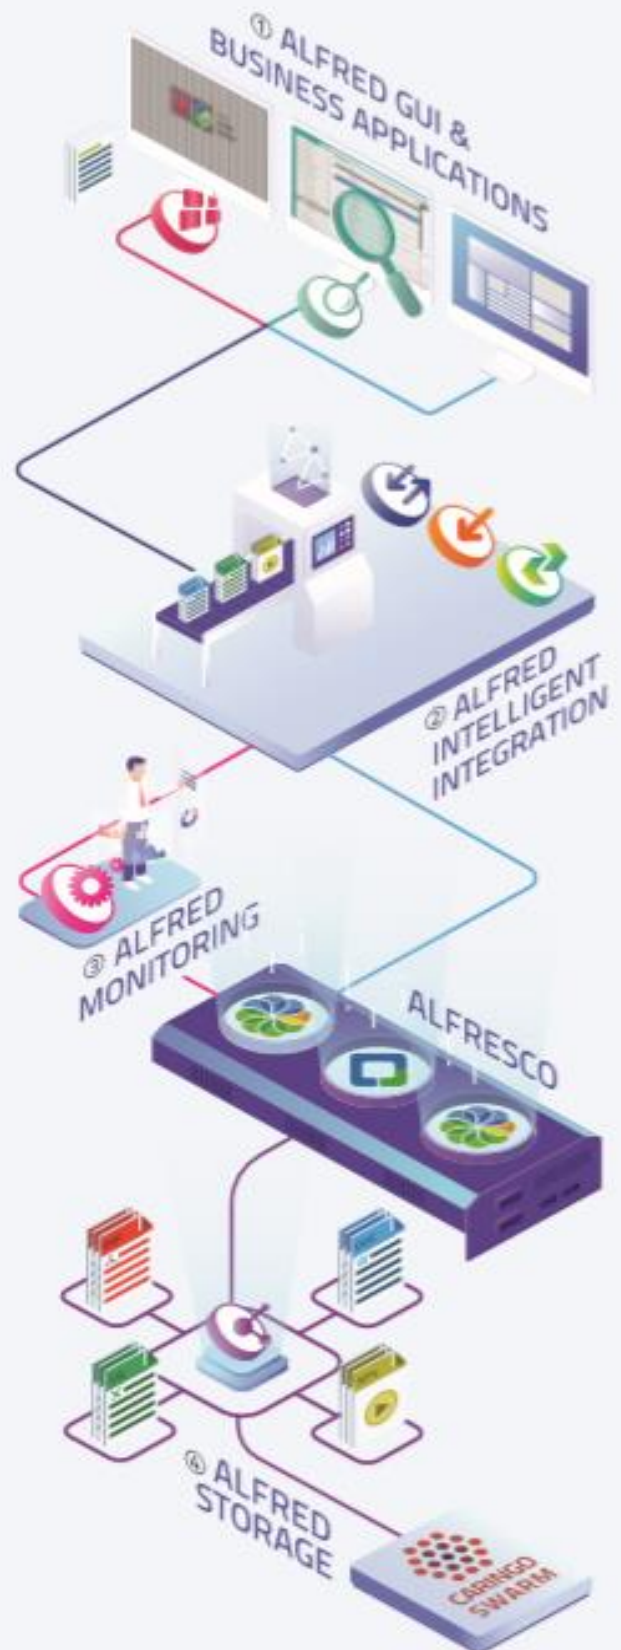 ① ALFRED GUI &
BUSINESS APPLICATIONS
② ALFRED
INTELLIGENT
INTEGRATION
③ ALFRED
MONITORING
ALFRESCO
④ ALFRED
STORAGE
CARINGO
SWARM